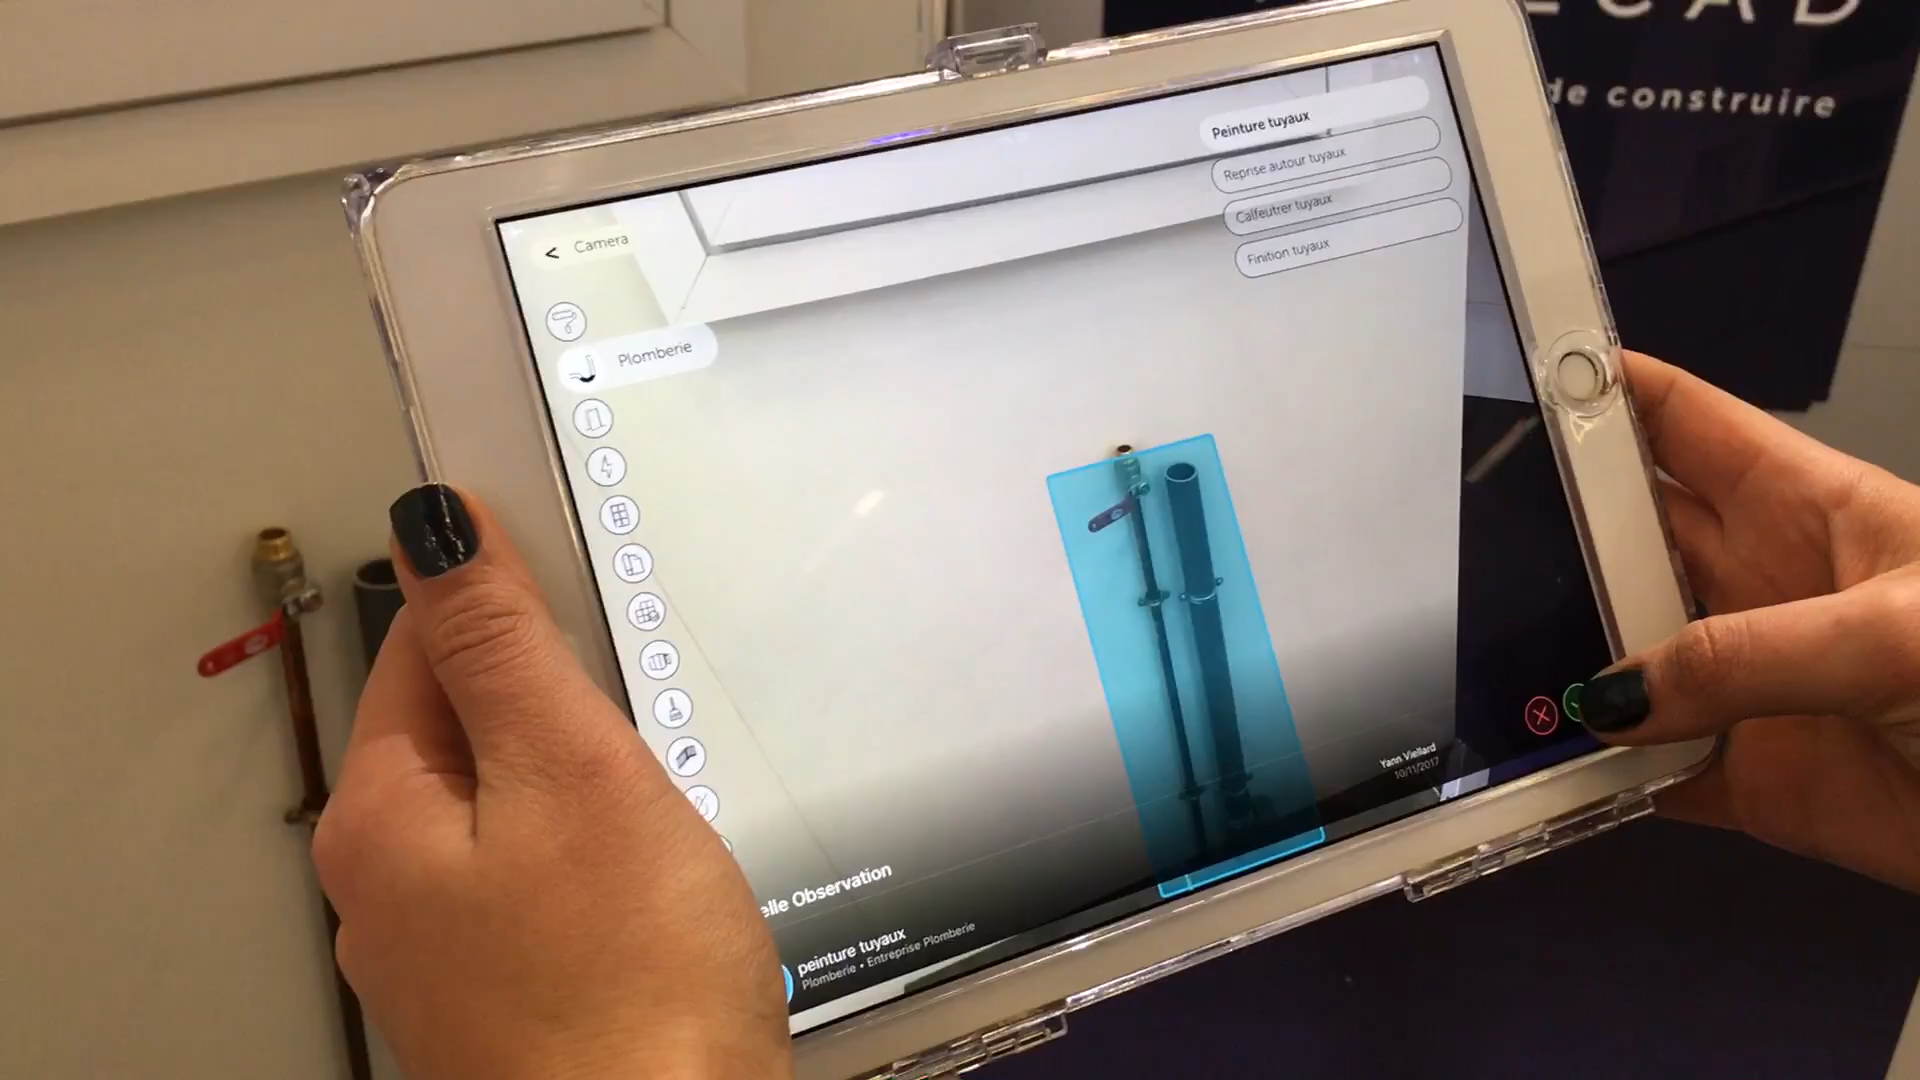 ECAD
de construire
Peinture tuyaux
Reprise autour tuyaux
Calfeutrer tuyaux
Finition tuyaux
Camera
Plomberie
Yann Viellard
10/11/2017
elle Observation
peinture tuyaux
Plomberie • Entreprise Plomberie